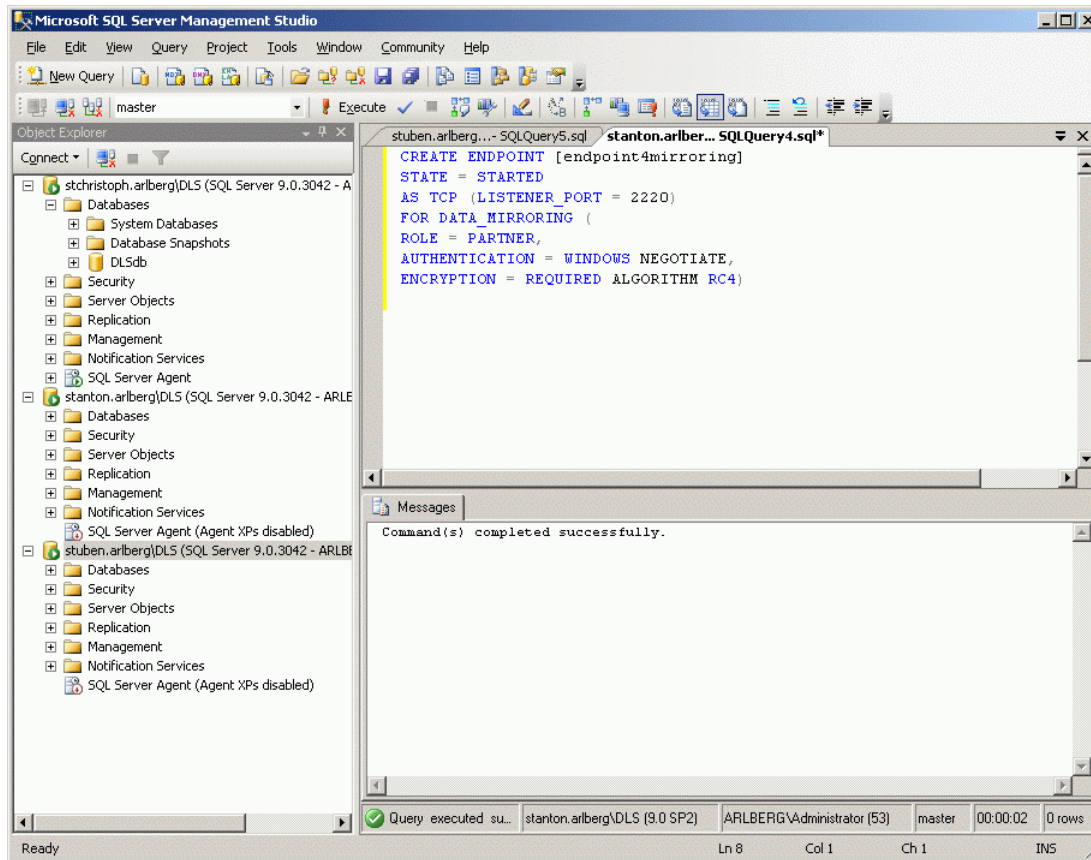 Microsoft SQL Server Management Studio
File Edit View Query Project Tools Window Community Help
New Query
master
Execute
Object Explorer
Connect
stchristoph.arlberg\DLS (SQL Server 9.0.3042 - A
Databases
System Databases
Database Snapshots
DLSdb
Security
Server Objects
Replication
Management
Notification Services
SQL Server Agent
stanton.arlberg\DLS (SQL Server 9.0.3042 - ARLE
Databases
Security
Server Objects
Replication
Management
Notification Services
SQL Server Agent (Agent XPs disabled)
stuben.arlberg\DLS (SQL Server 9.0.3042 - ARLBE
Databases
Security
Server Objects
Replication
Management
Notification Services
SQL Server Agent (Agent XPs disabled)
stuben.arlberg...- SQLQuery5.sql stanton.arlber... SQLQuery4.sql*
CREATE ENDPOINT [endpoint4mirroring]
STATE = STARTED
AS TCP (LISTENER_PORT = 2220)
FOR DATA_MIRRORING (
ROLE = PARTNER,
AUTHENTICATION = WINDOWS NEGOTIATE,
ENCRYPTION = REQUIRED ALGORITHM RC4)
Messages
Command(s) completed successfully.
Query executed su... stanton.arlberg\DLS (9.0 SP2) ARLBERG\Administrator (53) master 00:00:02 0 rows
Ready Ln 8 Col 1 Ch 1 INS